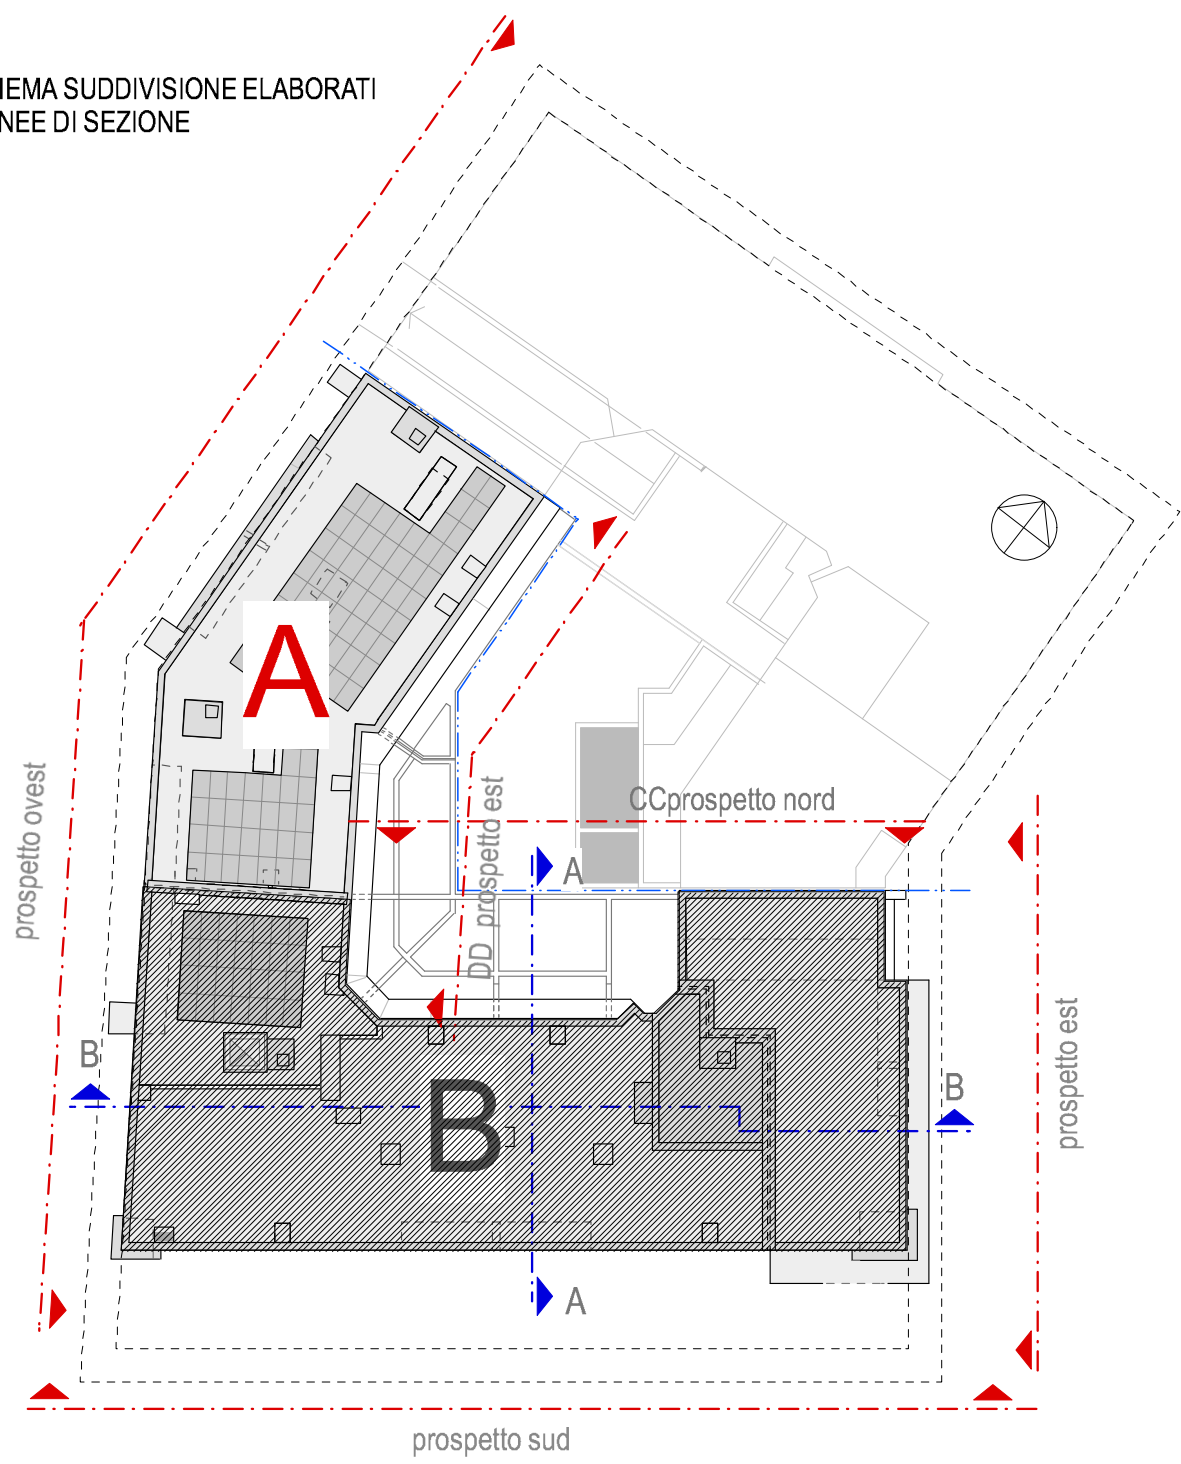 IEMA SUDDIVISIONE ELABORATI
NEE DI SEZIONE
A
prospetto ovest
CCprospetto nord
DD prospetto est
A
B
B
B
prospetto est
A
prospetto sud